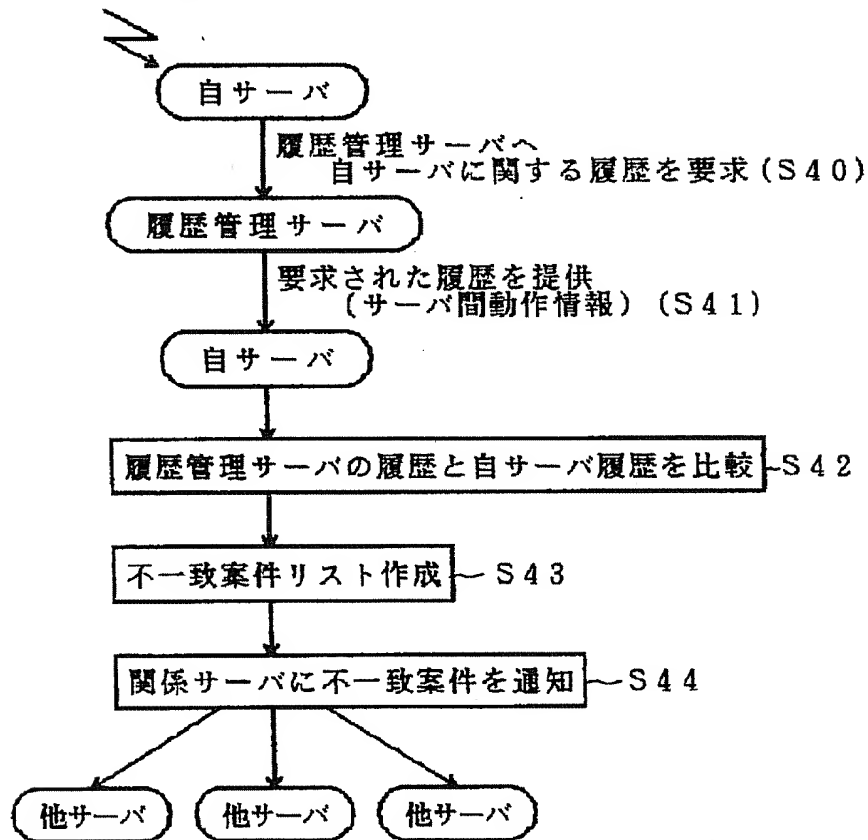 自サーバ
履歴管理サーバへ
自サーバに関する履歴を要求(S40)
履歴管理サーバ
要求された履歴を提供
(サーバ間動作情報)(S41)
自サーバ
履歴管理サーバの履歴と自サーバ履歴を比較 S42
不一致案件リスト作成 S43
関係サーバに不一致案件を通知 S44
他サーバ 他サーバ 他サーバ